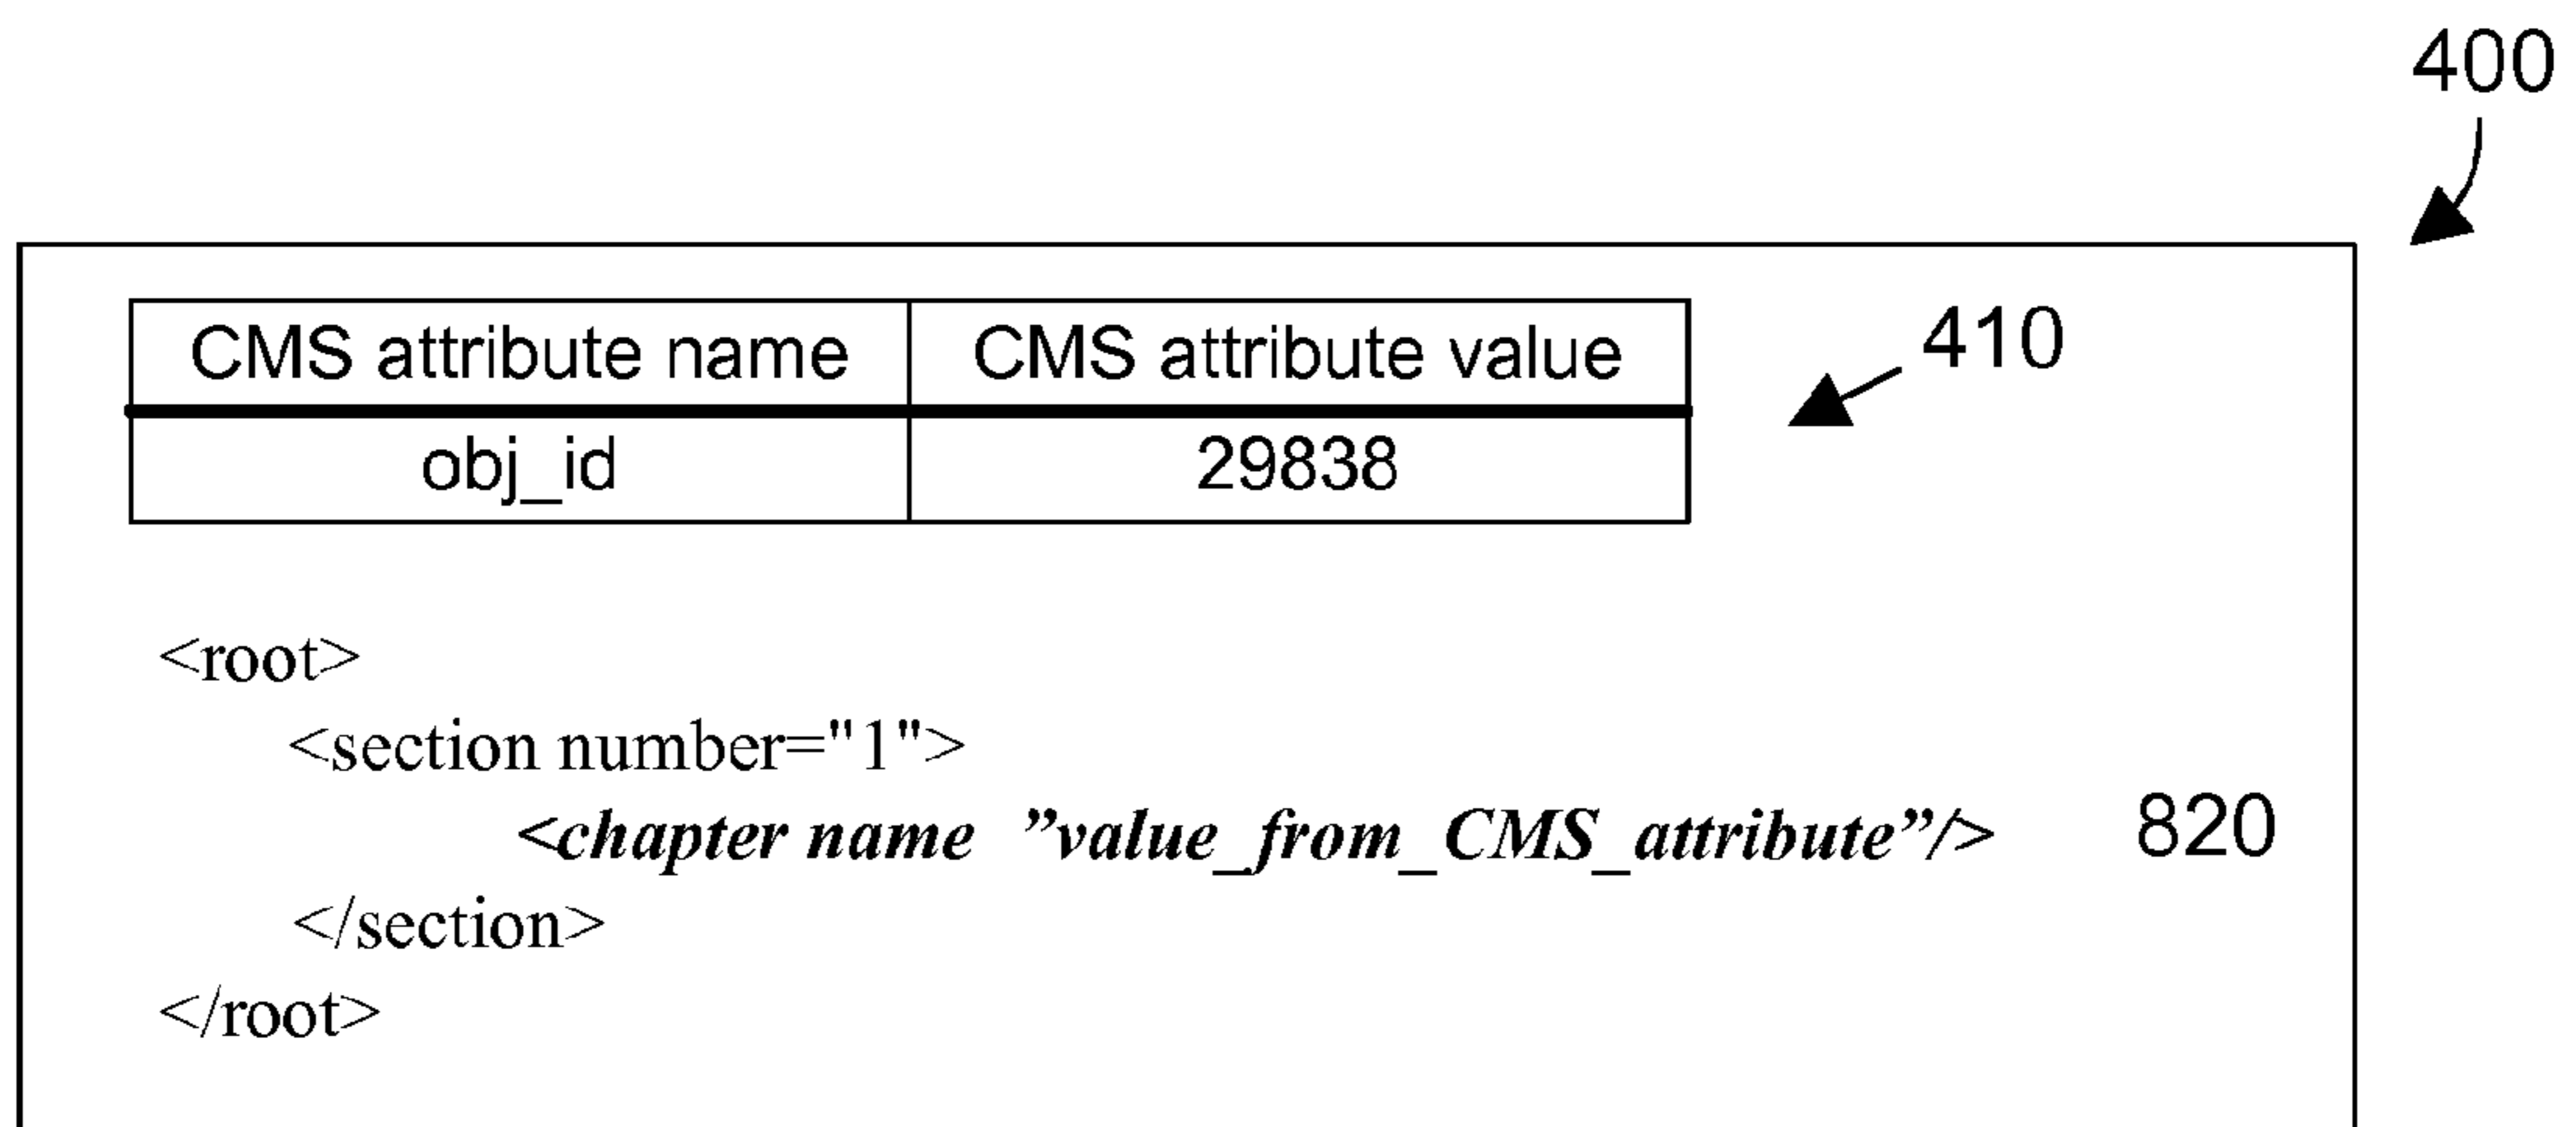 400
CMS attribute name CMS attribute value
410
obj_id 29838
<root>
<section number="1">
<chapter name ”value_from_CMS_attribute”/> 820
</section>
</root>